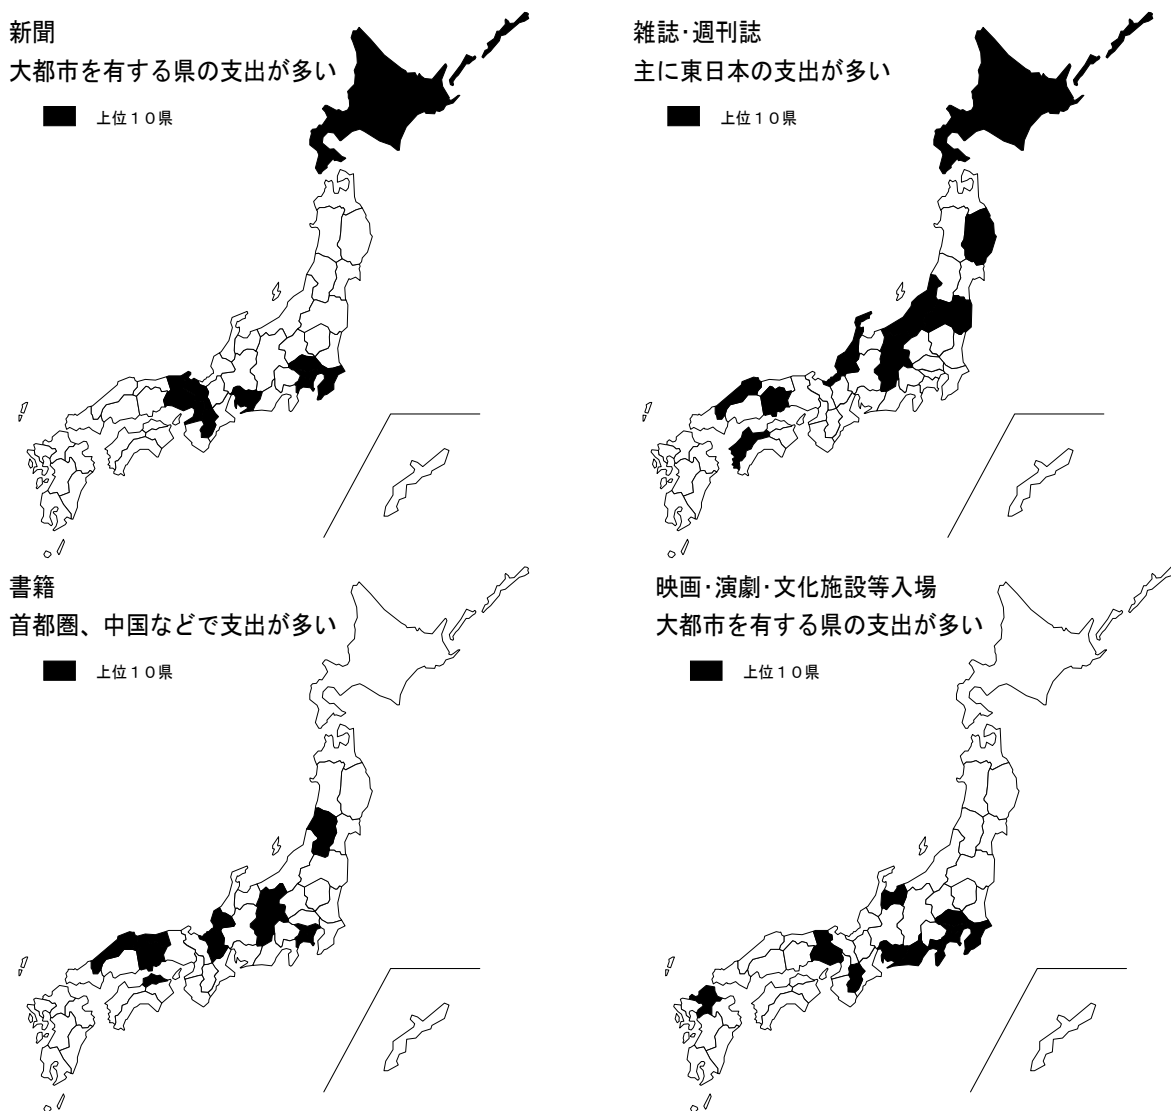 新聞
大都市を有する県の支出が多い
上位１０県
雑誌・週刊誌
主に東日本の支出が多い
上位１０県
書籍
首都圏、中国などで支出が多い
上位１０県
映画・演劇・文化施設等入場
大都市を有する県の支出が多い
上位１０県